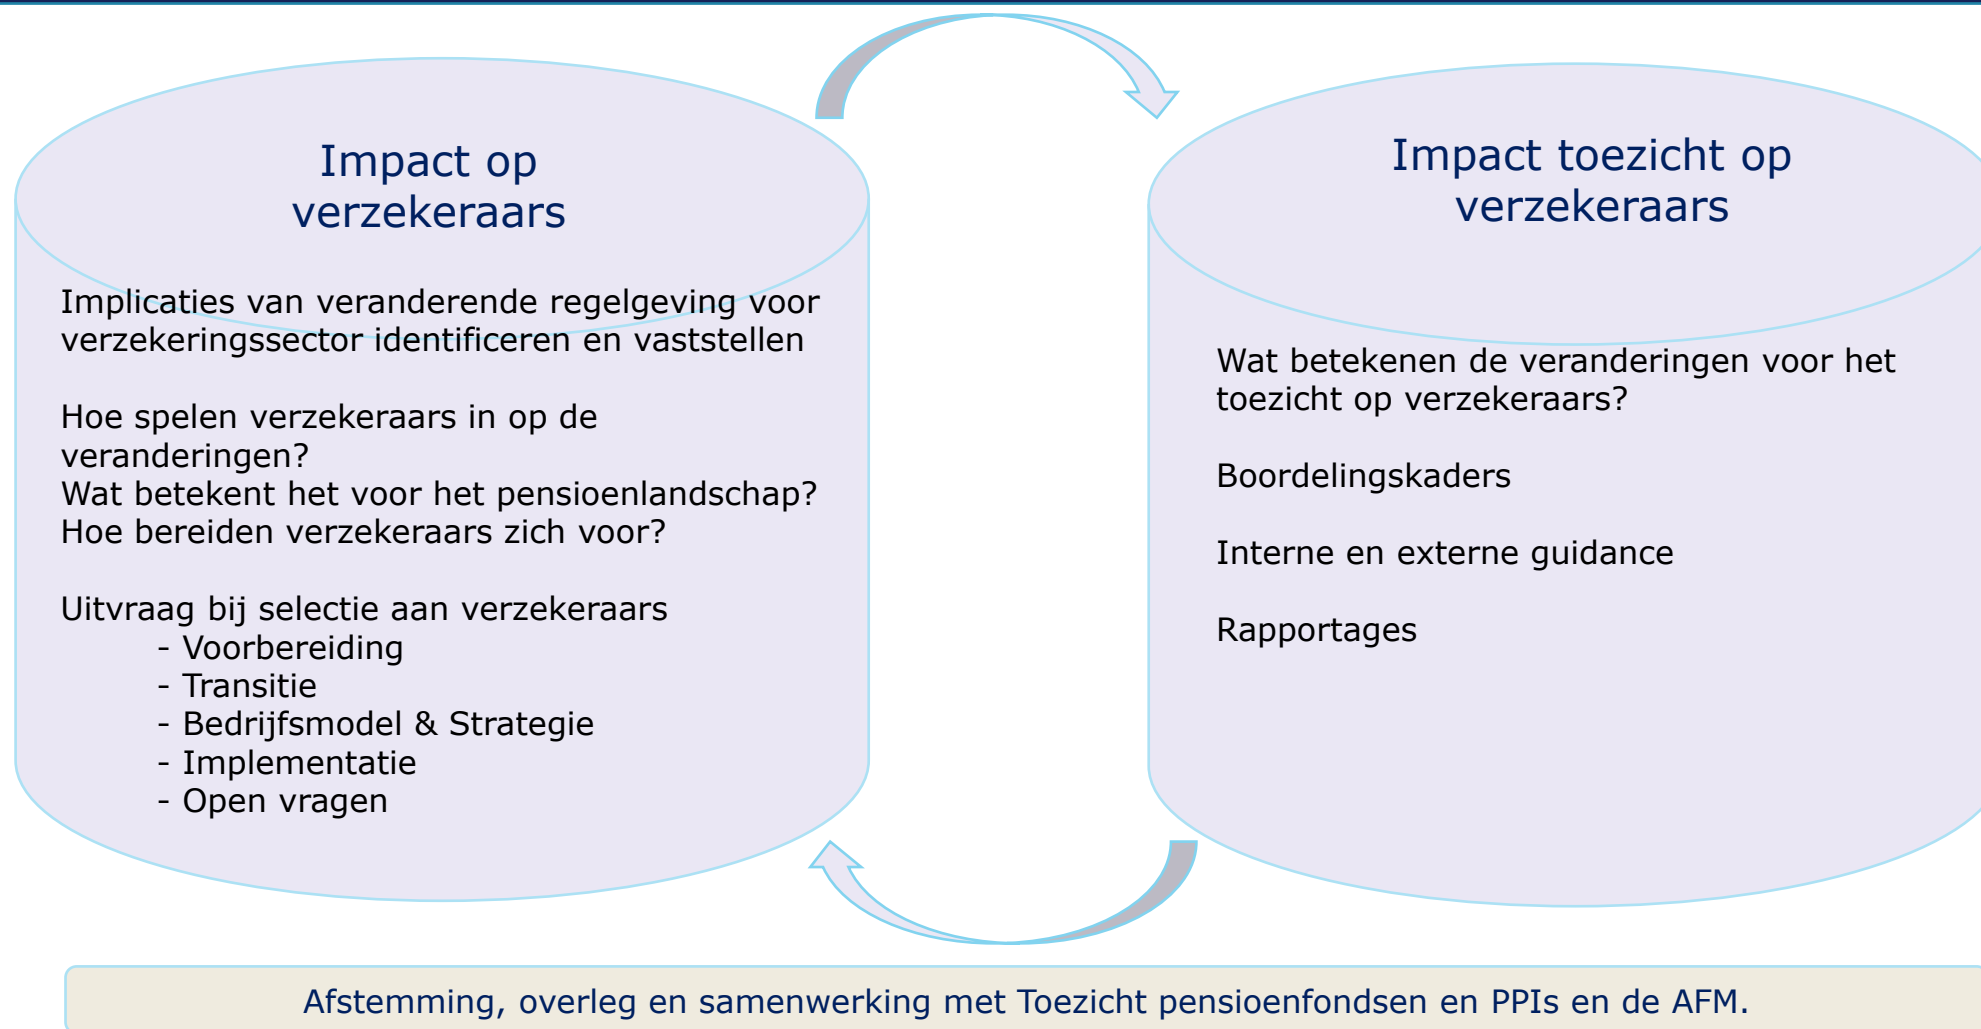 Impact op
verzekeraars
Implicaties van veranderende regelgeving voor
verzekeringssector identificeren en vaststellen
Hoe spelen verzekeraars in op de
veranderingen?
Wat betekent het voor het pensioenlandschap?
Hoe bereiden verzekeraars zich voor?
Uitvraag bij selectie aan verzekeraars
- Voorbereiding
- Transitie
- Bedrijfsmodel & Strategie
- Implementatie
- Open vragen
Impact toezicht op
verzekeraars
Wat betekenen de veranderingen voor het
toezicht op verzekeraars?
Boordelingskaders
Interne en externe guidance
Rapportages
Afstemming, overleg en samenwerking met Toezicht pensioenfondsen en PPIs en de AFM.